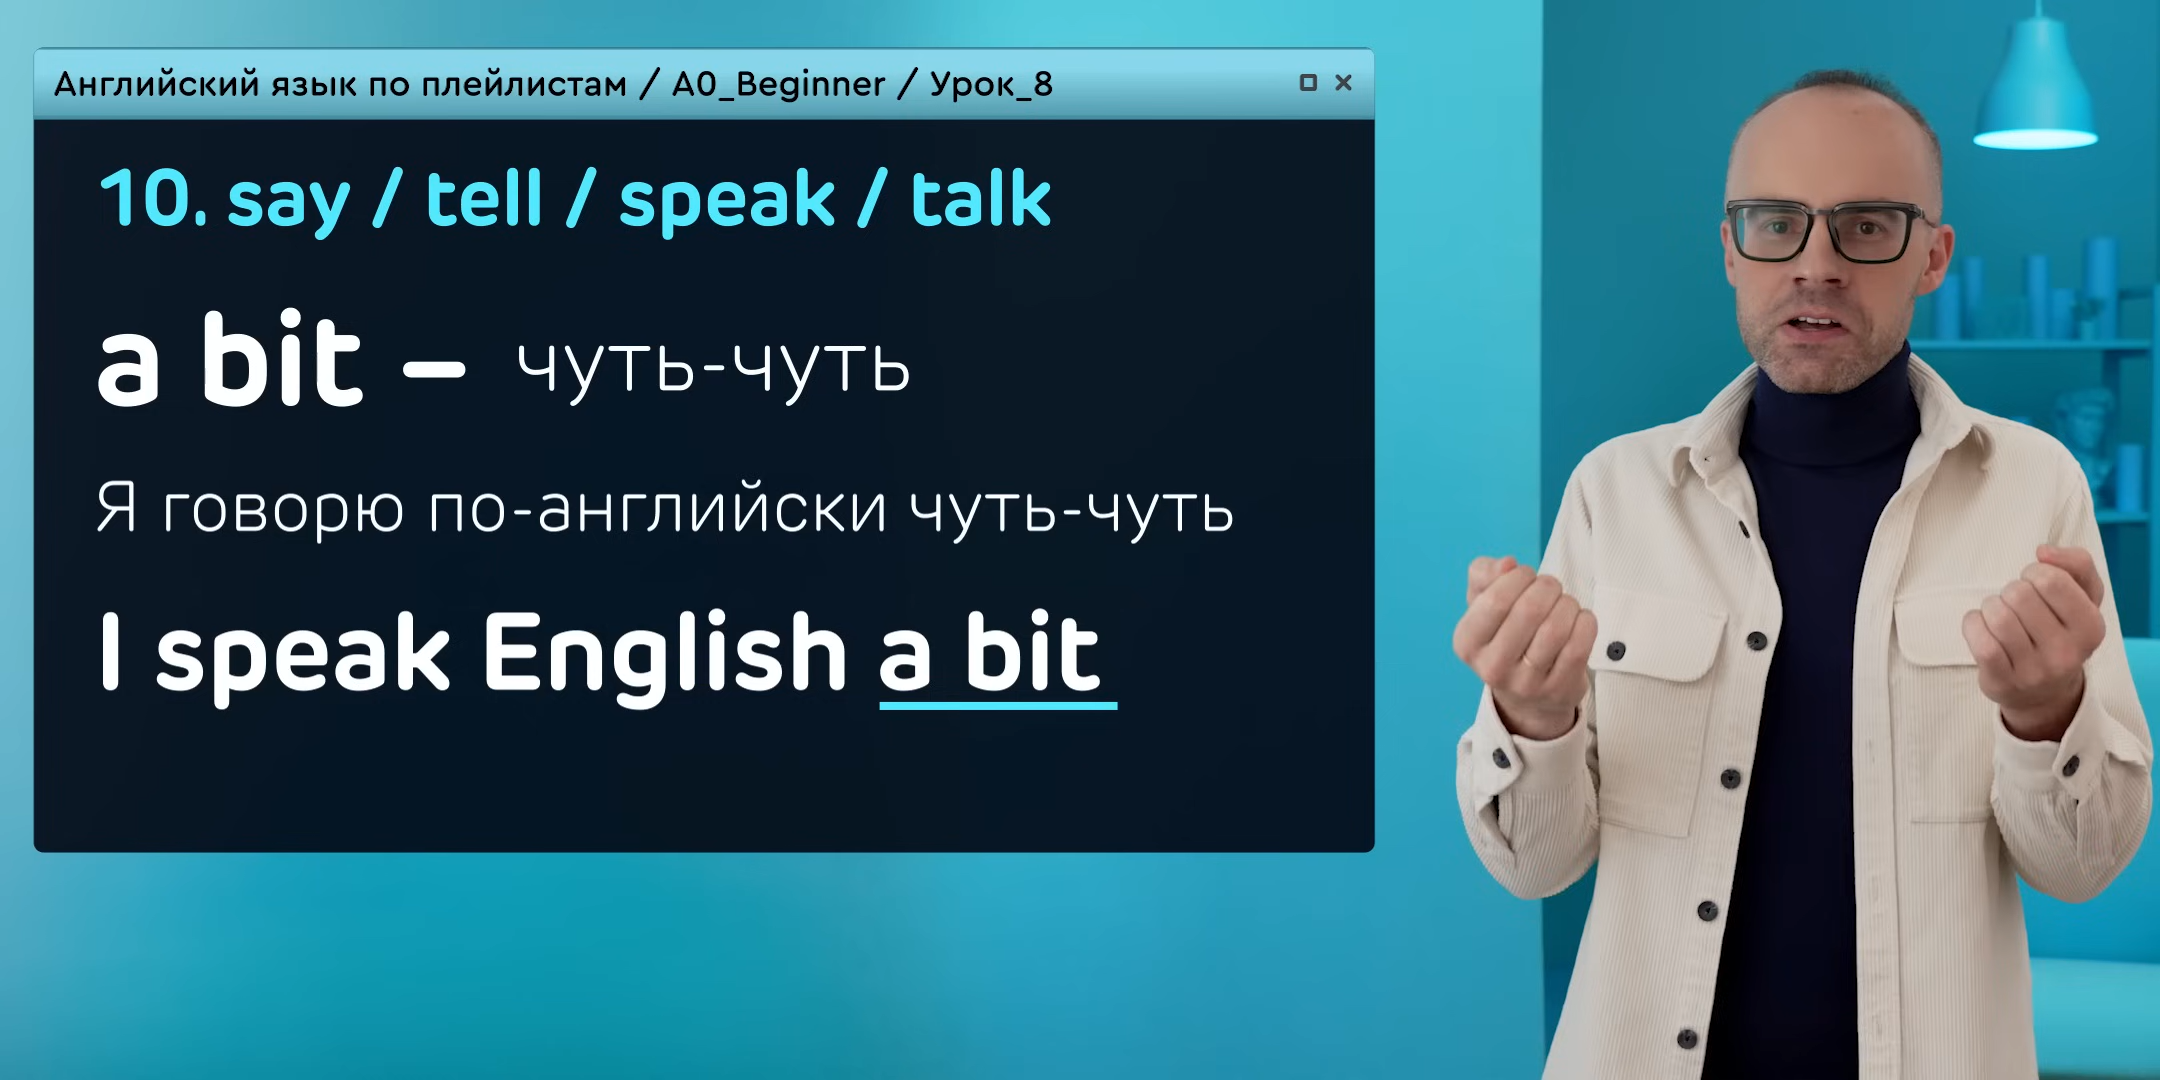 Английский язык по плейлистам / A0_Beginner / Урок_8
10. say / tell / speak / talk
a bit – чуть-чуть
Я говорю по-английски чуть-чуть
I speak English a bit